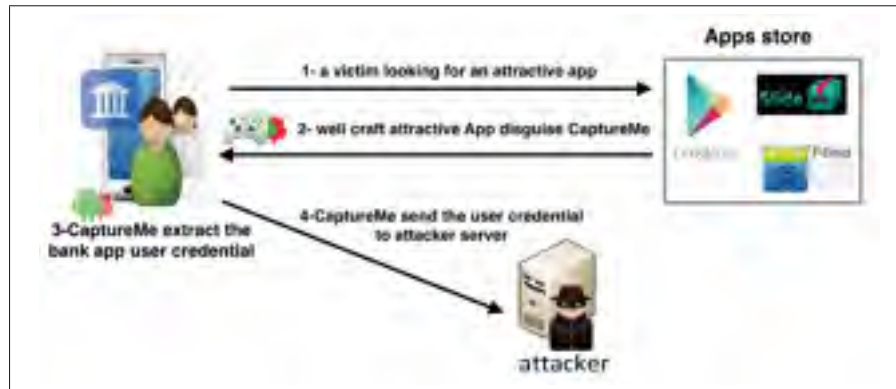 Apps store
1- a victim looking for an attractive app
2- well craft attractive App disguise CaptureMe
3-CaptureMe extract the
bank app user credential
4-CaptureMe send the user credential
to attacker server
attacker